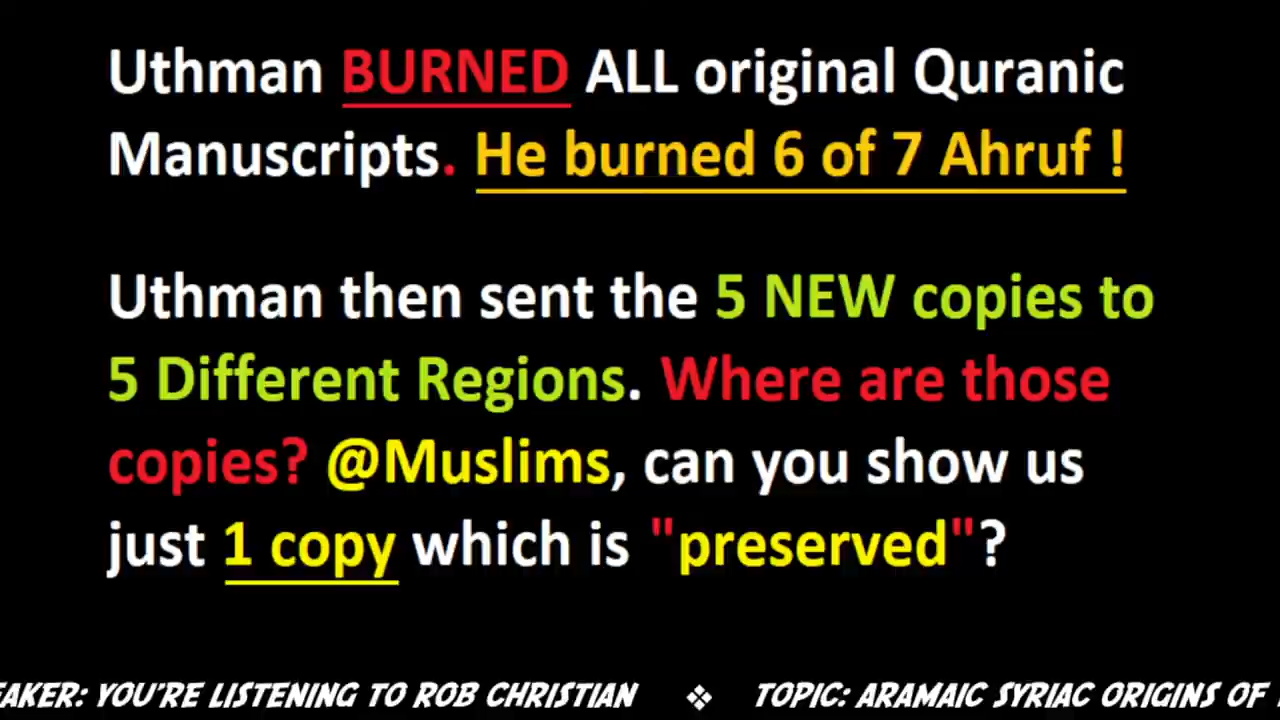 Uthman BURNED ALL original Quranic
Manuscripts. He burned 6 of 7 Ahruf !
Uthman then sent the 5 NEW copies to
5 Different Regions. Where are those
copies? @Muslims, can you show us
just 1 copy which is "preserved"?
EAKER: YOU'RE LISTENING TO ROB CHRISTIAN ❖ TOPIC: ARAMAIC SYRIAC ORIGINS OF